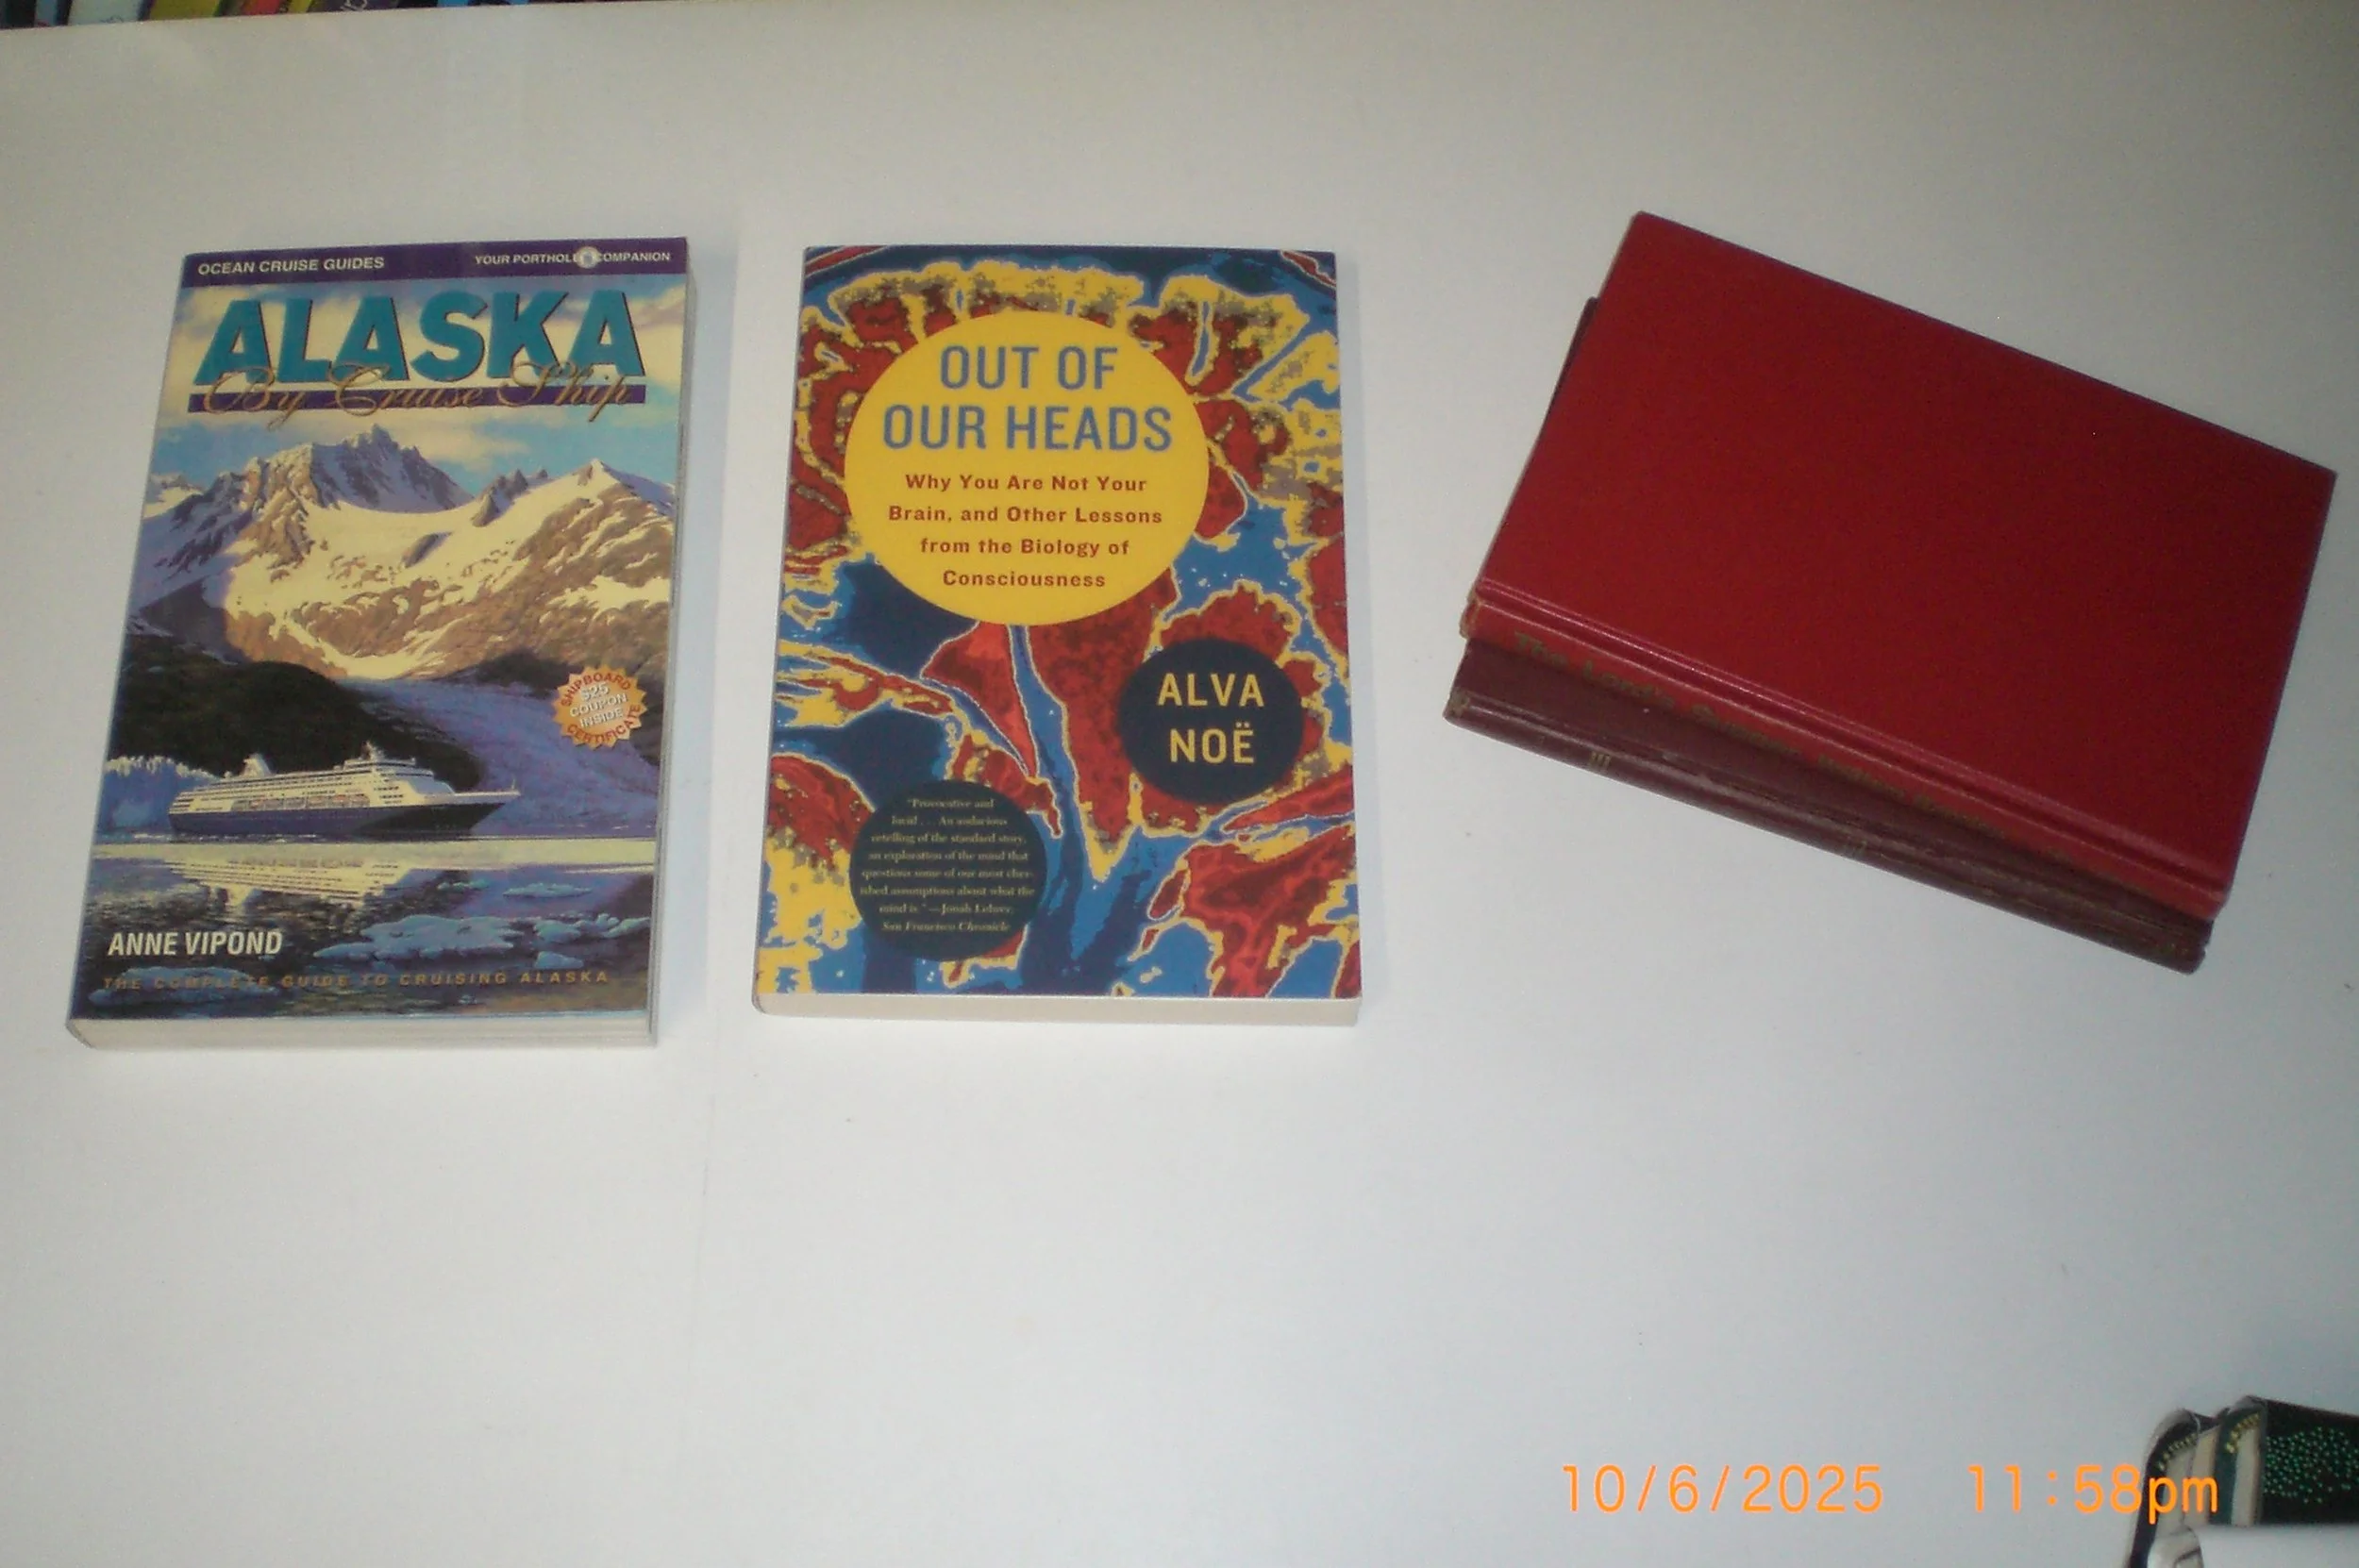 OCEAN CRUISE GUIDES
YOUR PORTHOLE COMPANION
ALASKA
By Cruise Ship
SHIPBOARD
$25
COUPON
INSIDE
CERTIFICATE
ANNE VIPOND
THE COMPLETE GUIDE TO CRUISING ALASKA
OUT OF
OUR HEADS
Why You Are Not Your
Brain, and Other Lessons
from the Biology of
Consciousness
ALVA
NOË
"Provocative and
lucid . . . An audacious
retelling of the standard story,
an exploration of the mind that
questions some of our most cher-
ished assumptions about what the
mind is." —Jonah Lehrer,
San Francisco Chronicle
The Lord's Supper
10/6/2025 11:58pm